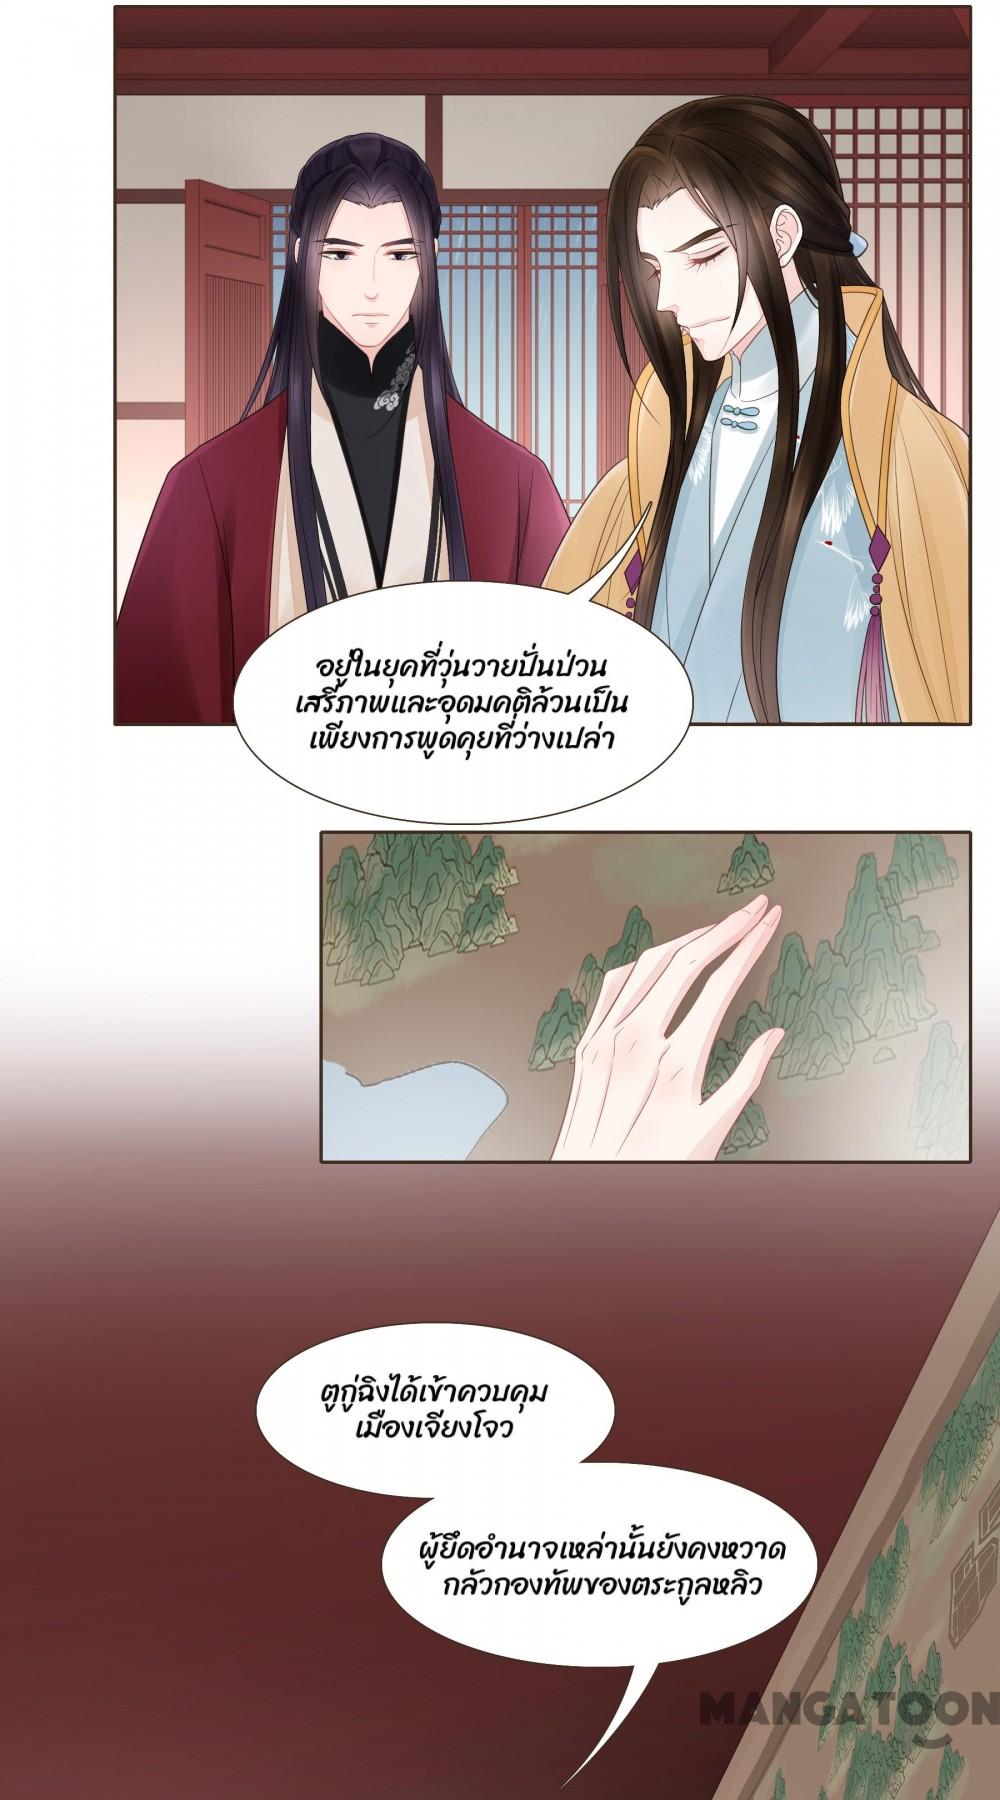 อยู่ในยุคที่วุ่นวายปั่นป่วน
เสรีภาพและอุดมคติล้วนเป็น
เพียงการพูดคุยที่ว่างเปล่า
ตูกู่ฉิงได้เข้าควบคุม
เมืองเจียงโจว
ผู้ยึดอำนาจเหล่านั้นยังคงหวาด
กลัวกองทัพของตระกูลหลิว
MANGATOON